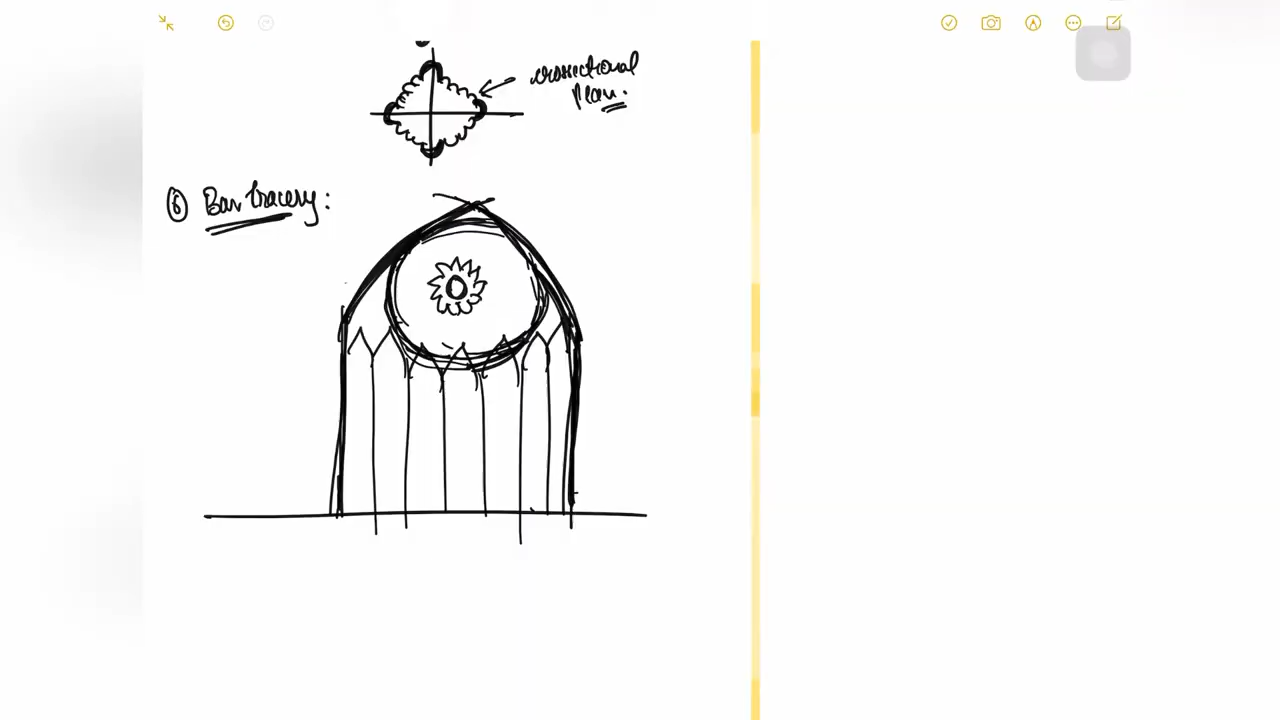 crossectional
plan.
⑥ Bar tracery: